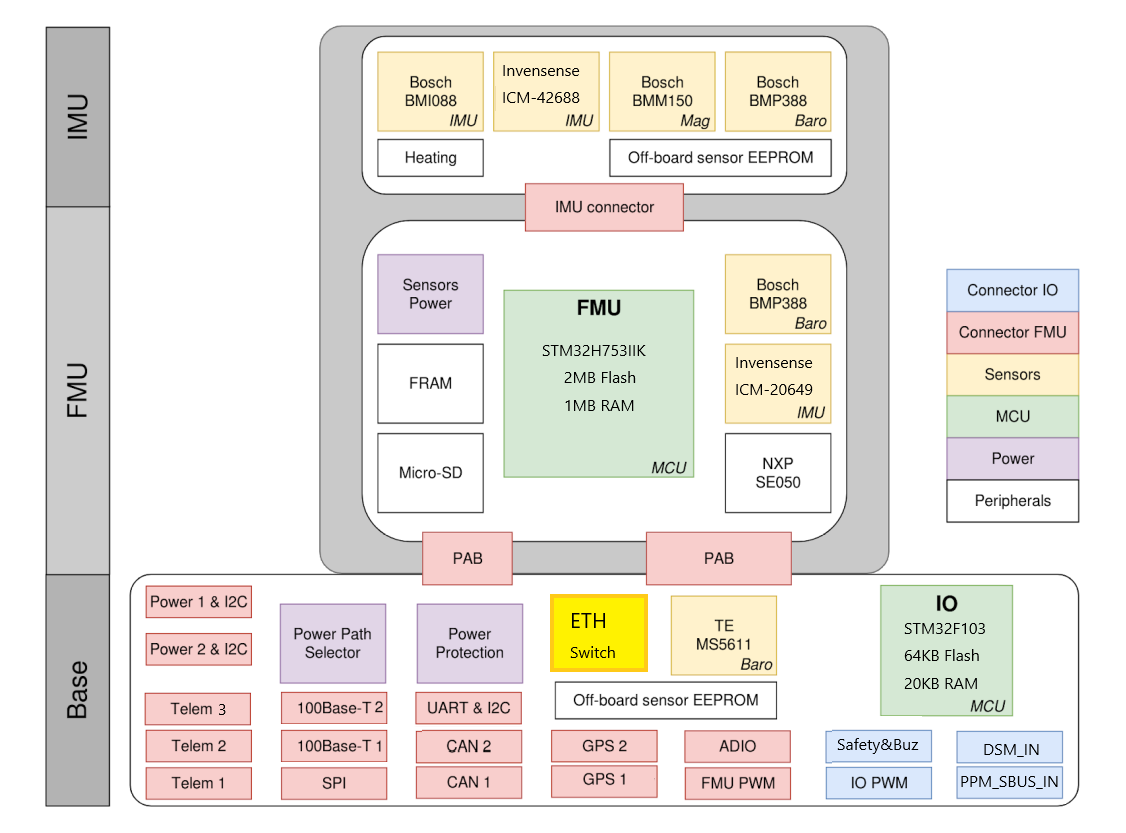 IMU
Bosch
BMI088
IMU
Invensense
ICM-42688
IMU
Bosch
BMM150
Mag
Bosch
BMP388
Baro
Heating
Off-board sensor EEPROM
IMU connector
FMU
Sensors
Power
FRAM
Micro-SD
FMU
STM32H753IIK
2MB Flash
1MB RAM
MCU
Bosch
BMP388
Baro
Invensense
ICM-20649
IMU
NXP
SE050
PAB
PAB
Connector IO
Connector FMU
Sensors
MCU
Power
Peripherals
Base
Power 1 & I2C
Power 2 & I2C
Power Path
Selector
Power
Protection
ETH
Switch
TE
MS5611
Baro
Off-board sensor EEPROM
IO
STM32F103
64KB Flash
20KB RAM
MCU
Telem 3
100Base-T 2
UART & I2C
Telem 2
100Base-T 1
CAN 2
GPS 2
ADIO
Safety&Buz
DSM_IN
Telem 1
SPI
CAN 1
GPS 1
FMU PWM
IO PWM
PPM_SBUS_IN